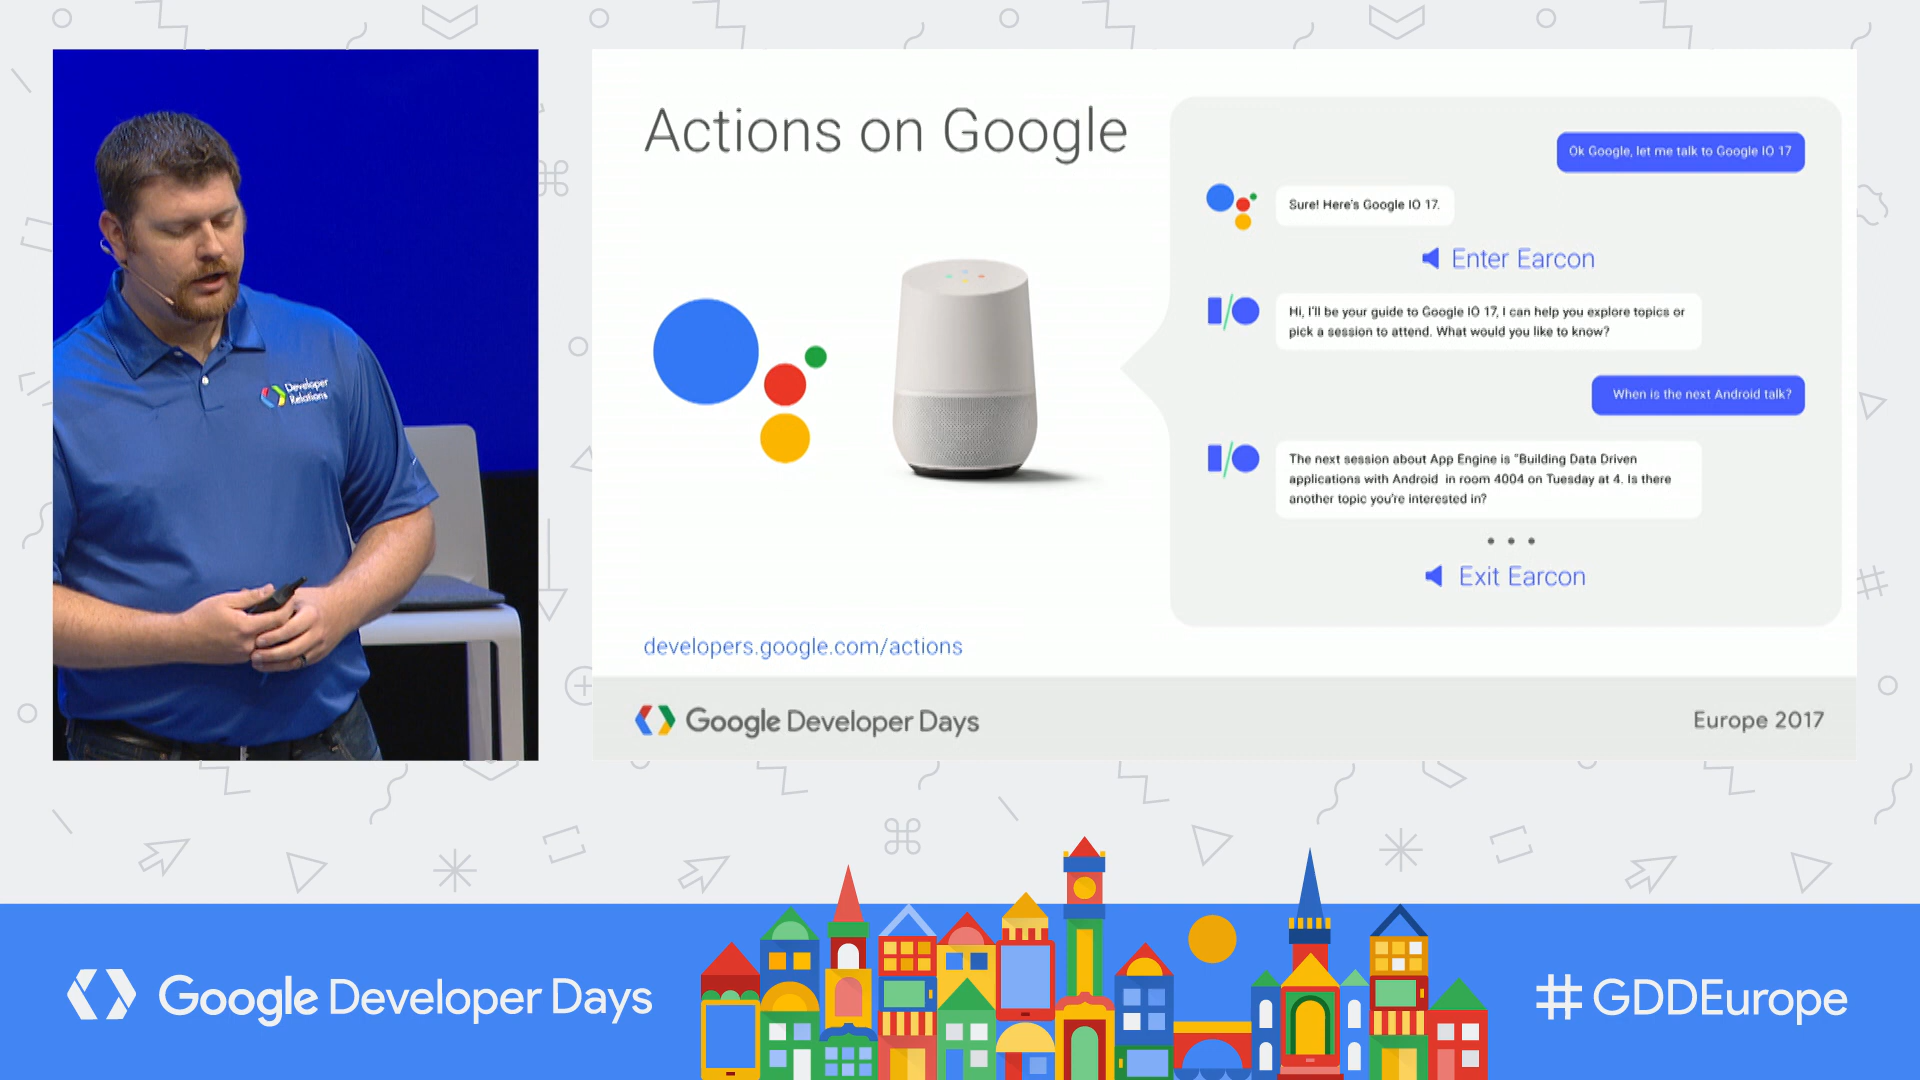 Developer
Relations
Actions on Google
Ok Google, let me talk to Google IO 17
Sure! Here's Google IO 17.
Enter Earcon
I/O
Hi, I'll be your guide to Google IO 17, I can help you explore topics or
pick a session to attend. What would you like to know?
When is the next Android talk?
I/O
The next session about App Engine is "Building Data Driven
applications with Android in room 4004 on Tuesday at 4. Is there
another topic you're interested in?
• • •
Exit Earcon
developers.google.com/actions
Google Developer Days
Europe 2017
Google Developer Days
#GDDEurope